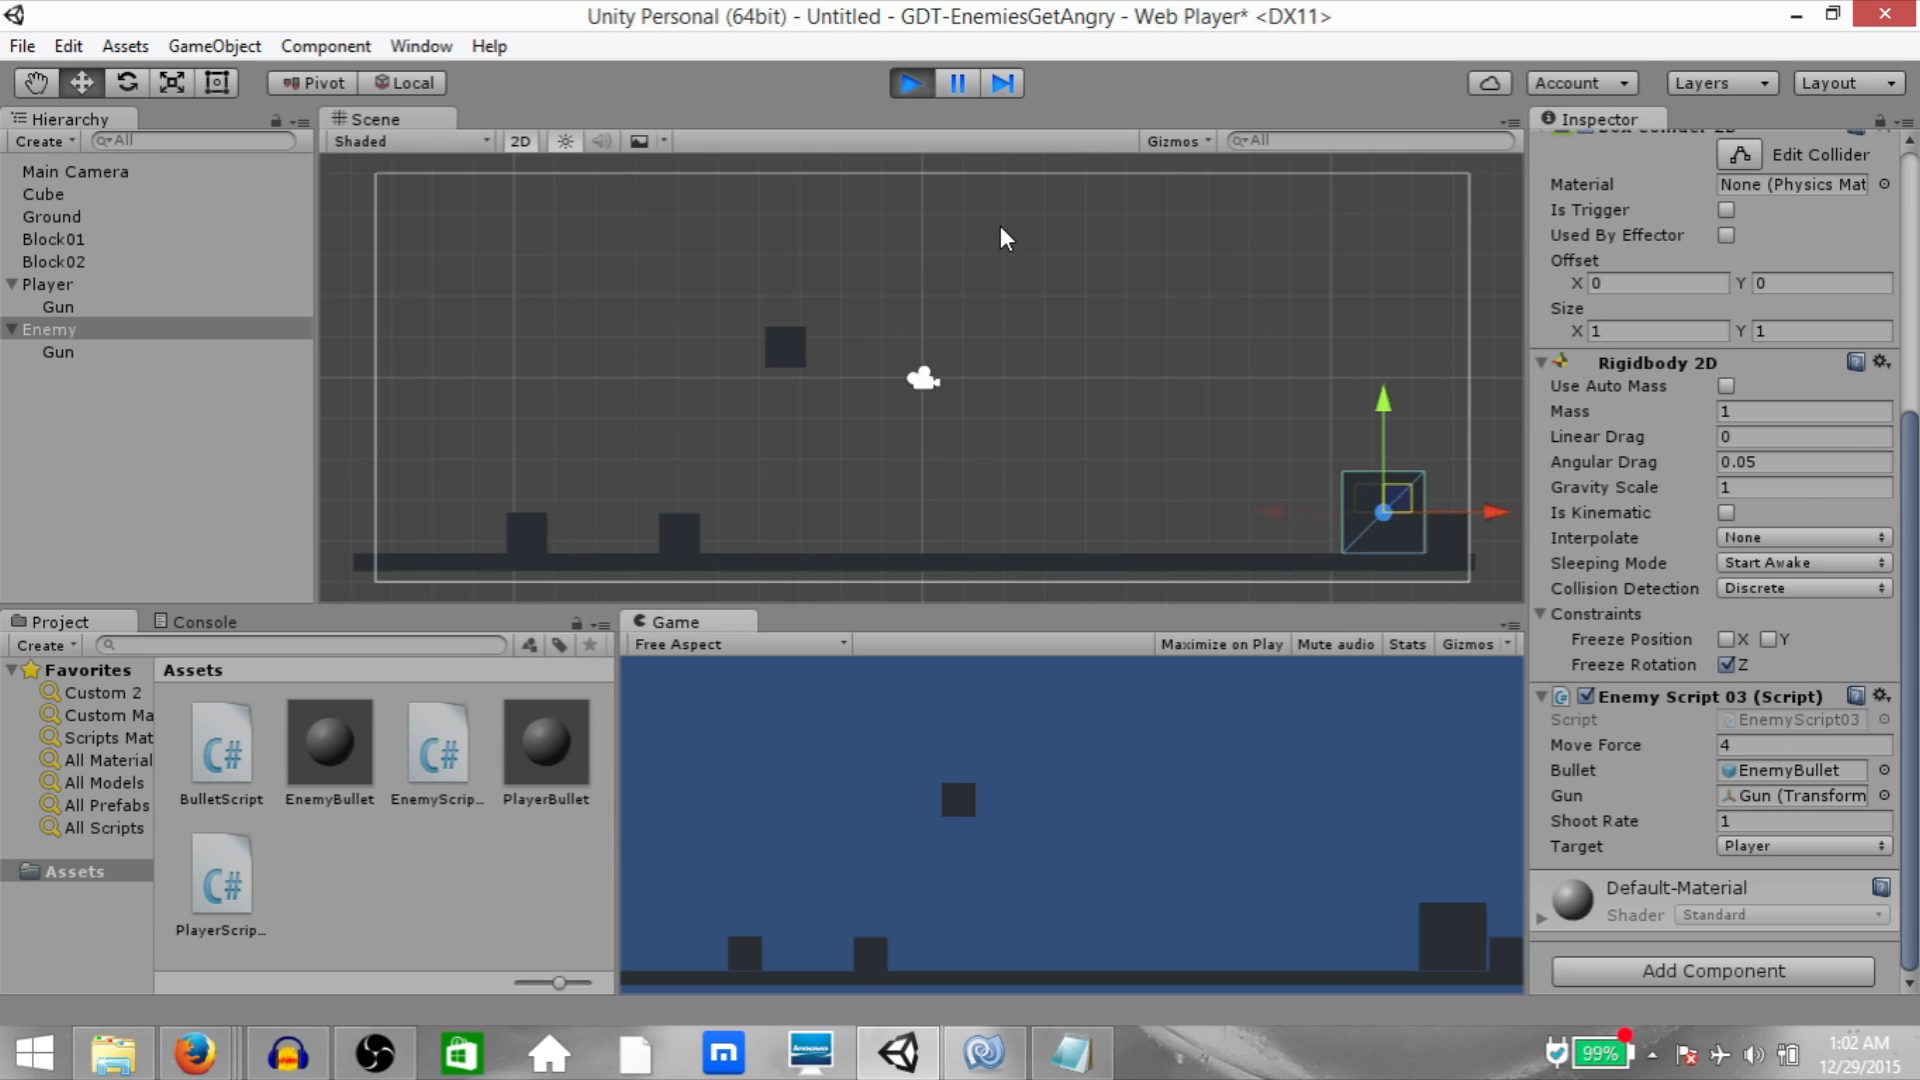 Unity Personal (64bit) - Untitled - GDT-EnemiesGetAngry - Web Player* <DX11>
File Edit Assets GameObject Component Window Help
Pivot Local Account Layers Layout
Hierarchy
Create All
Main Camera
Cube
Ground
Block01
Block02
Player
Gun
Enemy
Gun
Scene
Shaded 2D Gizmos All
Project Console
Create
Favorites
Custom 2
Custom Ma
Scripts Mat
All Material
All Models
All Prefabs
All Scripts
Assets
Assets
BulletScript EnemyBullet EnemyScrip... PlayerBullet
PlayerScrip...
Game
Free Aspect Maximize on Play Mute audio Stats Gizmos
Inspector
Box Collider 2D
Edit Collider
Material None (Physics Mat
Is Trigger
Used By Effector
Offset
X 0 Y 0
Size
X 1 Y 1
Rigidbody 2D
Use Auto Mass
Mass 1
Linear Drag 0
Angular Drag 0.05
Gravity Scale 1
Is Kinematic
Interpolate None
Sleeping Mode Start Awake
Collision Detection Discrete
Constraints
Freeze Position X Y
Freeze Rotation Z
Enemy Script 03 (Script)
Script EnemyScript03
Move Force 4
Bullet EnemyBullet
Gun Gun (Transform
Shoot Rate 1
Target Player
Default-Material
Shader Standard
Add Component
C# C#
C#
m
lenovo
99%
1:02 AM
12/29/2015